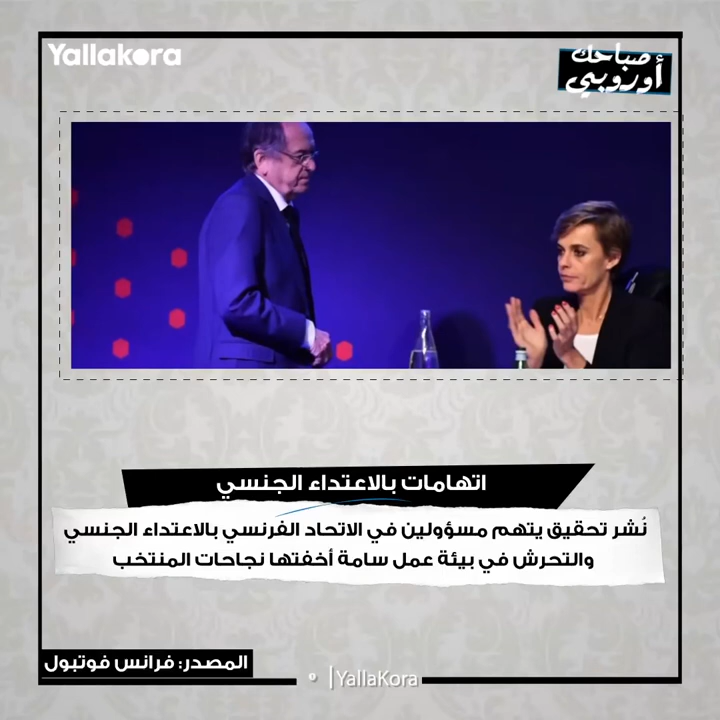 Yallakora
صباحك
أوروبي
اتهامات بالاعتداء الجنسي
نُشر تحقيق يتهم مسؤولين في الاتحاد الفرنسي بالاعتداء الجنسي
والتحرش في بيئة عمل سامة أخفتها نجاحات المنتخب
المصدر: فرانس فوتبول
YallaKora